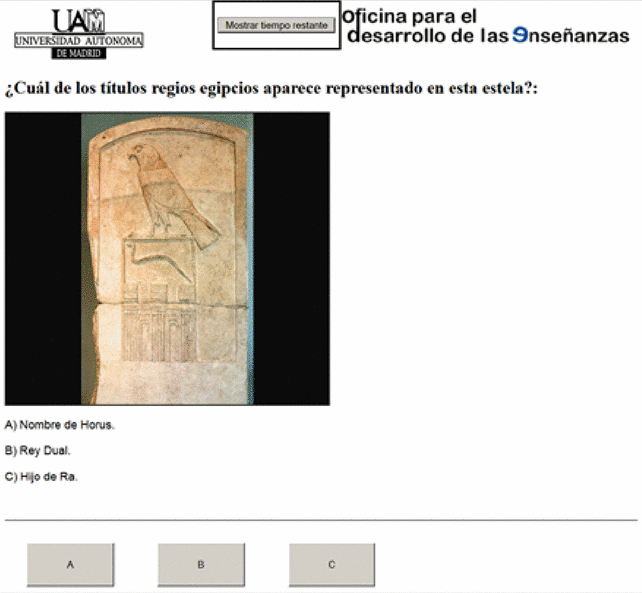 UAM
UNIVERSIDAD AUTONOMA
DE MADRID
Mostrar tiempo restante
Oficina para el
desarrollo de las enseñanzas
¿Cuál de los títulos regios egipcios aparece representado en esta estela?:
A) Nombre de Horus.
B) Rey Dual.
C) Hijo de Ra.
A
B
C